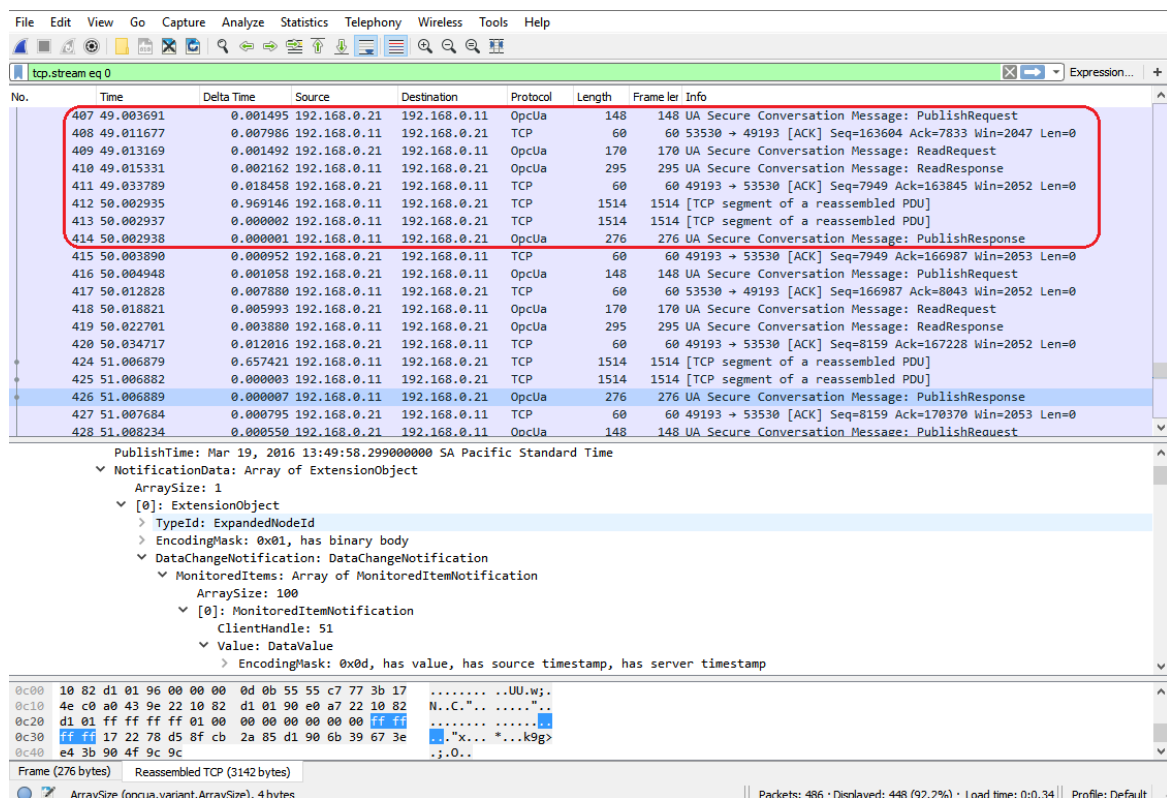 File Edit View Go Capture Analyze Statistics Telephony Wireless Tools Help
tcp.stream eq 0 Expression... +
No. Time Delta Time Source Destination Protocol Length Frame ler Info
407 49.003691 0.001495 192.168.0.21 192.168.0.11 OpcUa 148 148 UA Secure Conversation Message: PublishRequest
408 49.011677 0.007986 192.168.0.11 192.168.0.21 TCP 60 60 53530 → 49193 [ACK] Seq=163604 Ack=7833 Win=2047 Len=0
409 49.013169 0.001492 192.168.0.21 192.168.0.11 OpcUa 170 170 UA Secure Conversation Message: ReadRequest
410 49.015331 0.002162 192.168.0.11 192.168.0.21 OpcUa 295 295 UA Secure Conversation Message: ReadResponse
411 49.033789 0.018458 192.168.0.21 192.168.0.11 TCP 60 60 49193 → 53530 [ACK] Seq=7949 Ack=163845 Win=2052 Len=0
412 50.002935 0.969146 192.168.0.11 192.168.0.21 TCP 1514 1514 [TCP segment of a reassembled PDU]
413 50.002937 0.000002 192.168.0.11 192.168.0.21 TCP 1514 1514 [TCP segment of a reassembled PDU]
414 50.002938 0.000001 192.168.0.11 192.168.0.21 OpcUa 276 276 UA Secure Conversation Message: PublishResponse
415 50.003890 0.000952 192.168.0.21 192.168.0.11 TCP 60 60 49193 → 53530 [ACK] Seq=7949 Ack=166987 Win=2053 Len=0
416 50.004948 0.001058 192.168.0.21 192.168.0.11 OpcUa 148 148 UA Secure Conversation Message: PublishRequest
417 50.012828 0.007880 192.168.0.11 192.168.0.21 TCP 60 60 53530 → 49193 [ACK] Seq=166987 Ack=8043 Win=2052 Len=0
418 50.018821 0.005993 192.168.0.21 192.168.0.11 OpcUa 170 170 UA Secure Conversation Message: ReadRequest
419 50.022701 0.003880 192.168.0.11 192.168.0.21 OpcUa 295 295 UA Secure Conversation Message: ReadResponse
420 50.034717 0.012016 192.168.0.21 192.168.0.11 TCP 60 60 49193 → 53530 [ACK] Seq=8159 Ack=167228 Win=2052 Len=0
424 51.006879 0.657421 192.168.0.11 192.168.0.21 TCP 1514 1514 [TCP segment of a reassembled PDU]
425 51.006882 0.000003 192.168.0.11 192.168.0.21 TCP 1514 1514 [TCP segment of a reassembled PDU]
426 51.006889 0.000007 192.168.0.11 192.168.0.21 OpcUa 276 276 UA Secure Conversation Message: PublishResponse
427 51.007684 0.000795 192.168.0.21 192.168.0.11 TCP 60 60 49193 → 53530 [ACK] Seq=8159 Ack=170370 Win=2053 Len=0
428 51.008234 0.000550 192.168.0.21 192.168.0.11 OpcUa 148 148 UA Secure Conversation Message: PublishRequest
PublishTime: Mar 19, 2016 13:49:58.299000000 SA Pacific Standard Time
NotificationData: Array of ExtensionObject
ArraySize: 1
[0]: ExtensionObject
TypeId: ExpandedNodeId
EncodingMask: 0x01, has binary body
DataChangeNotification: DataChangeNotification
MonitoredItems: Array of MonitoredItemNotification
ArraySize: 100
[0]: MonitoredItemNotification
ClientHandle: 51
Value: DataValue
EncodingMask: 0x0d, has value, has source timestamp, has server timestamp
0c00 10 82 d1 01 96 00 00 00 0d 0b 55 55 c7 77 3b 17 ........ ..UU.w;.
0c10 4e c0 a0 43 9e 22 10 82 d1 01 90 e0 a7 22 10 82 N..C.".. ....."..
0c20 d1 01 ff ff ff ff 01 00 00 00 00 00 00 00 ff ff ........ ........
0c30 ff ff 17 22 78 d5 8f cb 2a 85 d1 90 6b 39 67 3e ..."x... *...k9g>
0c40 e4 3b 90 4f 9c 9c .;.O..
Frame (276 bytes) Reassembled TCP (3142 bytes)
ArraySize (opcua.variant.ArraySize), 4 bytes Packets: 486 · Displayed: 448 (92.2%) · Load time: 0:0.34 Profile: Default